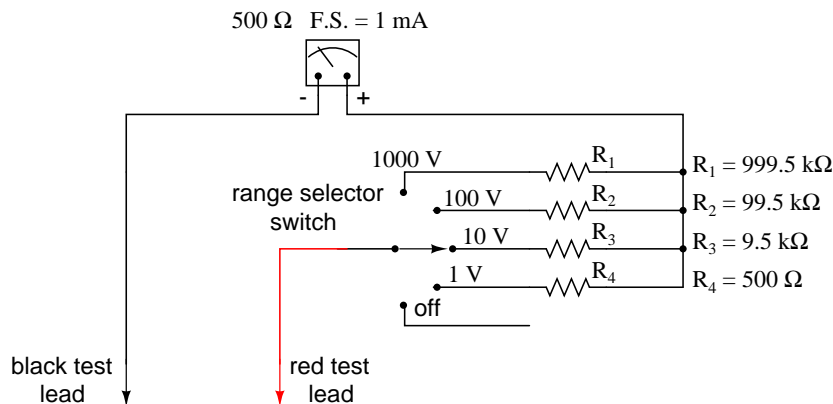 500 Ω F.S. = 1 mA
- +
1000 V R1 R1 = 999.5 kΩ
range selector
switch
100 V R2 R2 = 99.5 kΩ
10 V R3 R3 = 9.5 kΩ
1 V R4 R4 = 500 Ω
off
black test
lead
red test
lead